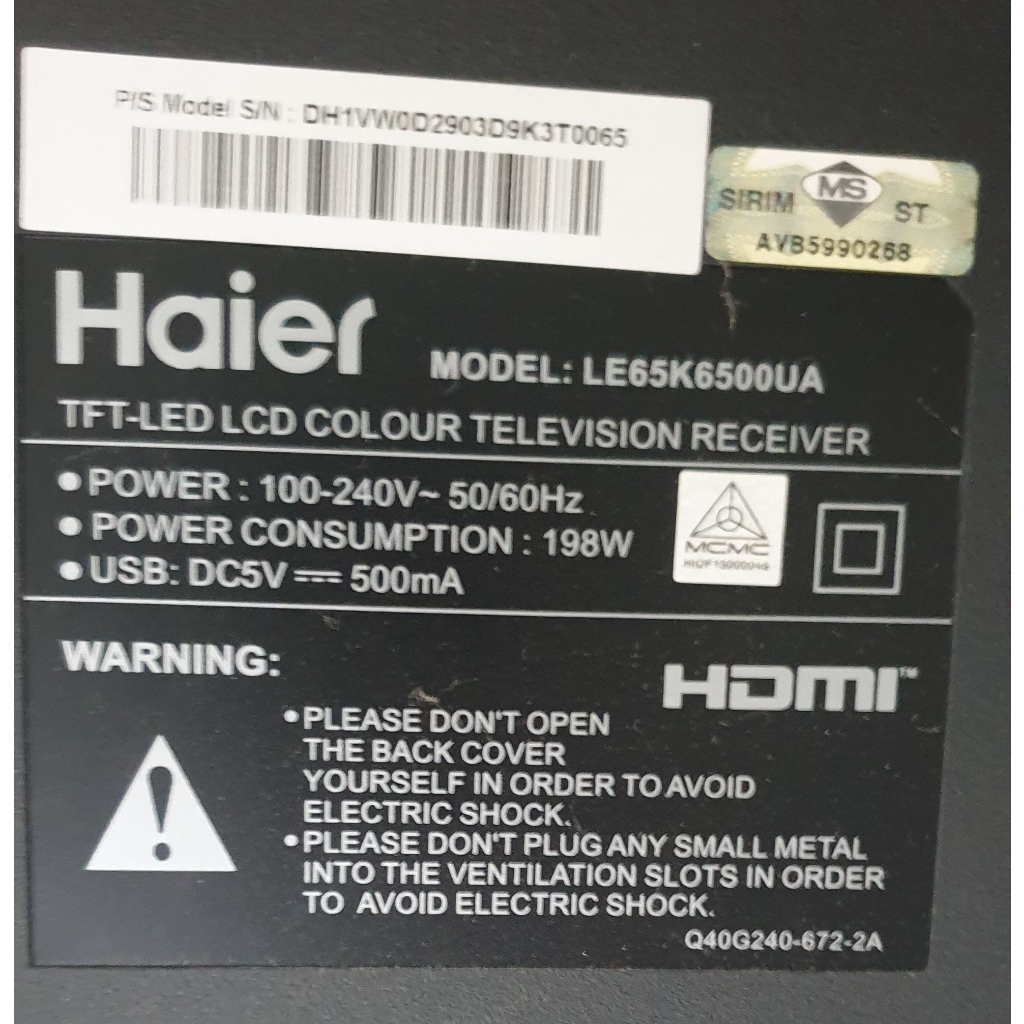 P/S Model S/N : DH1VW0D2903D9K3T0065
SIRIM MS ST
AVB5990268
Haier
MODEL: LE65K6500UA
TFT-LED LCD COLOUR TELEVISION RECEIVER
• POWER : 100-240V~ 50/60Hz
• POWER CONSUMPTION : 198W
• USB: DC5V ⎓ 500mA
MCMC
WARNING:
HDMI™
• PLEASE DON'T OPEN
THE BACK COVER
YOURSELF IN ORDER TO AVOID
ELECTRIC SHOCK.
• PLEASE DON'T PLUG ANY SMALL METAL
INTO THE VENTILATION SLOTS IN ORDER
TO AVOID ELECTRIC SHOCK.
Q40G240-672-2A